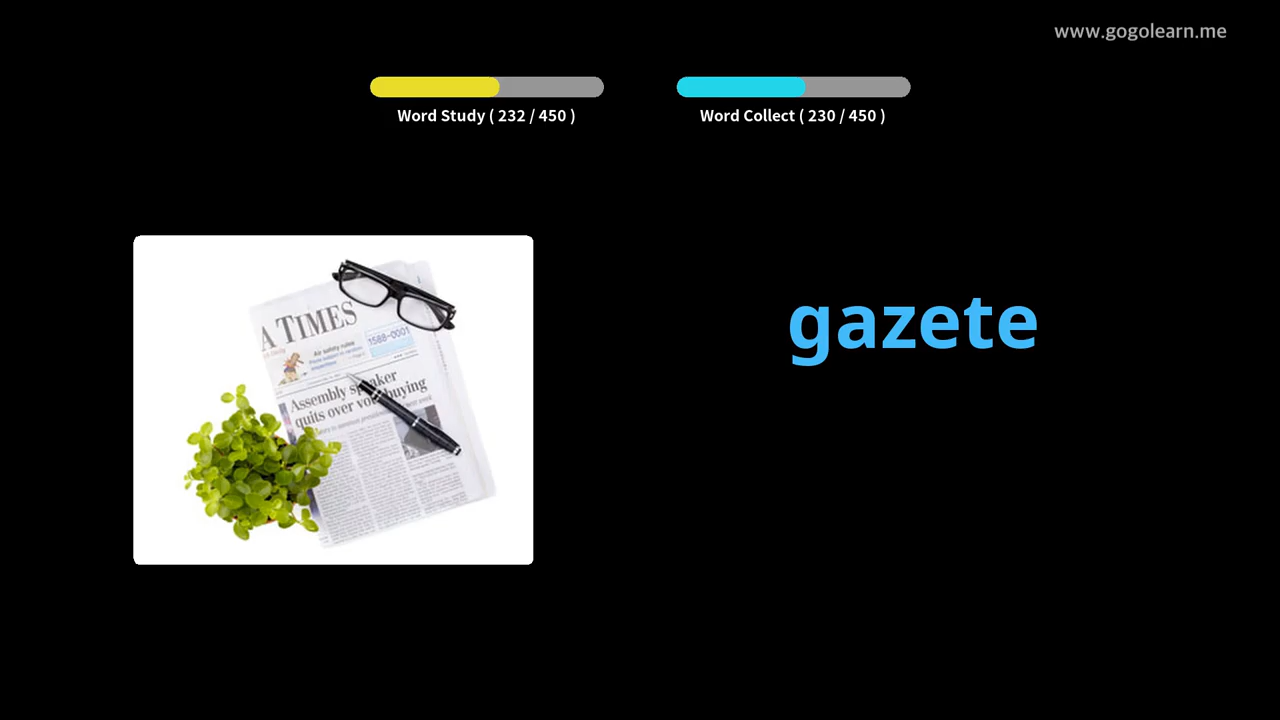 www.gogolearn.me
Word Study ( 232 / 450 )
Word Collect ( 230 / 450 )
gazete
A TIMES
Air safety rules
1588-0001
Assembly speaker
quits over vote buying